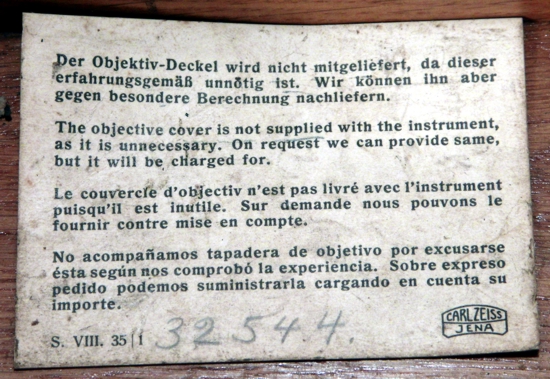 Der Objektiv-Deckel wird nicht mitgeliefert, da dieser
erfahrungsgemäß unnötig ist. Wir können ihn aber
gegen besondere Berechnung nachliefern.
The objective cover is not supplied with the instrument,
as it is unnecessary. On request we can provide same,
but it will be charged for.
Le couvercle d'objectif n'est pas livré avec l'instrument
puisqu'il est inutile. Sur demande nous pouvons le
fournir contre mise en compte.
No acompañamos tapadera de objetivo por excusarse
ésta según nos comprobó la experiencia. Sobre expreso
pedido podemos suministrarla cargando en cuenta su
importe.
S. VIII. 35 | 1 32544.
CARL ZEISS
JENA